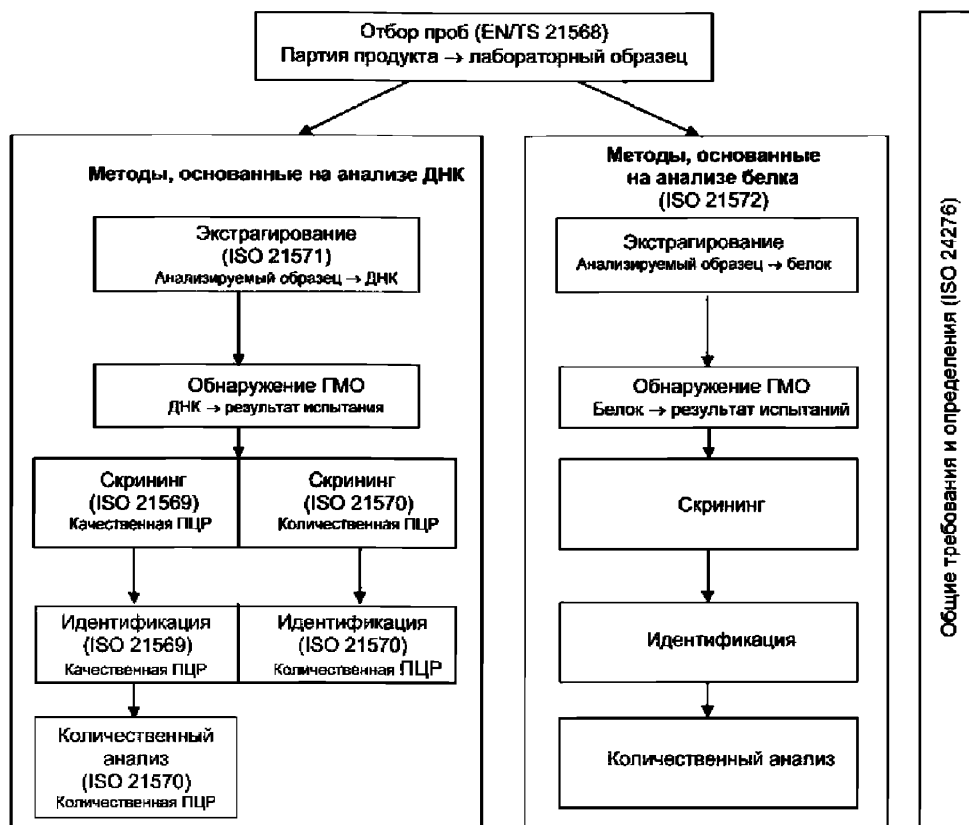 Отбор проб (EN/TS 21568)
Партия продукта → лабораторный образец
Методы, основанные на анализе ДНК
Экстрагирование
(ISO 21571)
Анализируемый образец → ДНК
Обнаружение ГМО
ДНК → результат испытания
Скрининг
(ISO 21569)
Качественная ПЦР
Скрининг
(ISO 21570)
Количественная ПЦР
Идентификация
(ISO 21569)
Качественная ПЦР
Идентификация
(ISO 21570)
Количественная ПЦР
Количественный
анализ
(ISO 21570)
Количественная ПЦР
Методы, основанные
на анализе белка
(ISO 21572)
Экстрагирование
Анализируемый образец → белок
Обнаружение ГМО
Белок → результат испытаний
Скрининг
Идентификация
Количественный анализ
Общие требования и определения (ISO 24276)